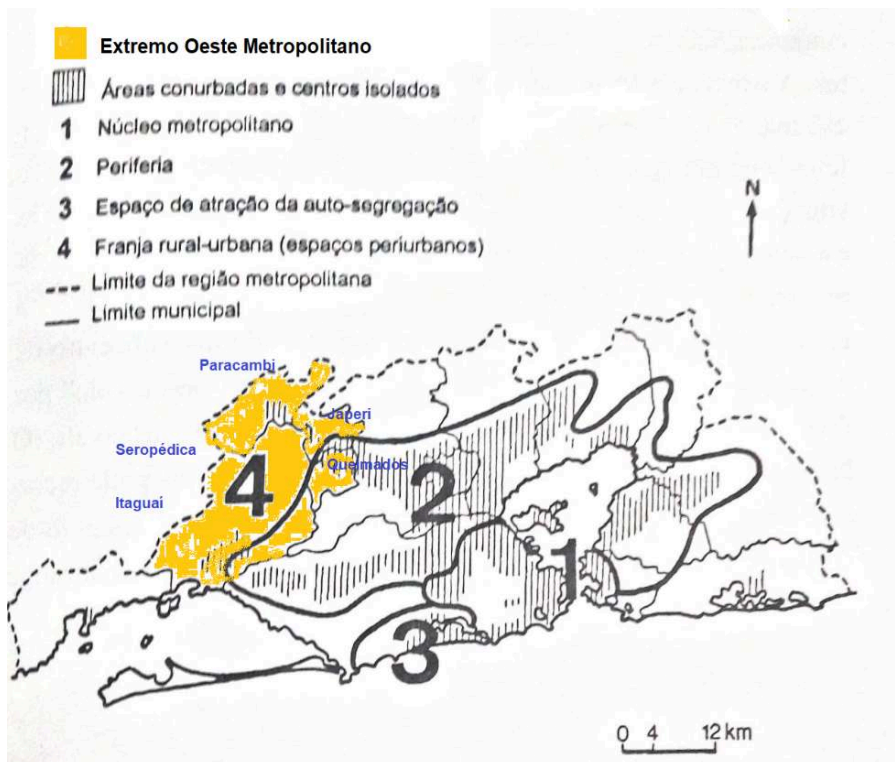 Extremo Oeste Metropolitano
Áreas conurbadas e centros isolados
1 Núcleo metropolitano
2 Periferia
3 Espaço de atração da auto-segregação
4 Franja rural-urbana (espaços periurbanos)
Limite da região metropolitana
Limite municipal
N
Paracambi
Japeri
Seropédica
Queimados
Itaguaí
4
2
1
3
0 4 12 km